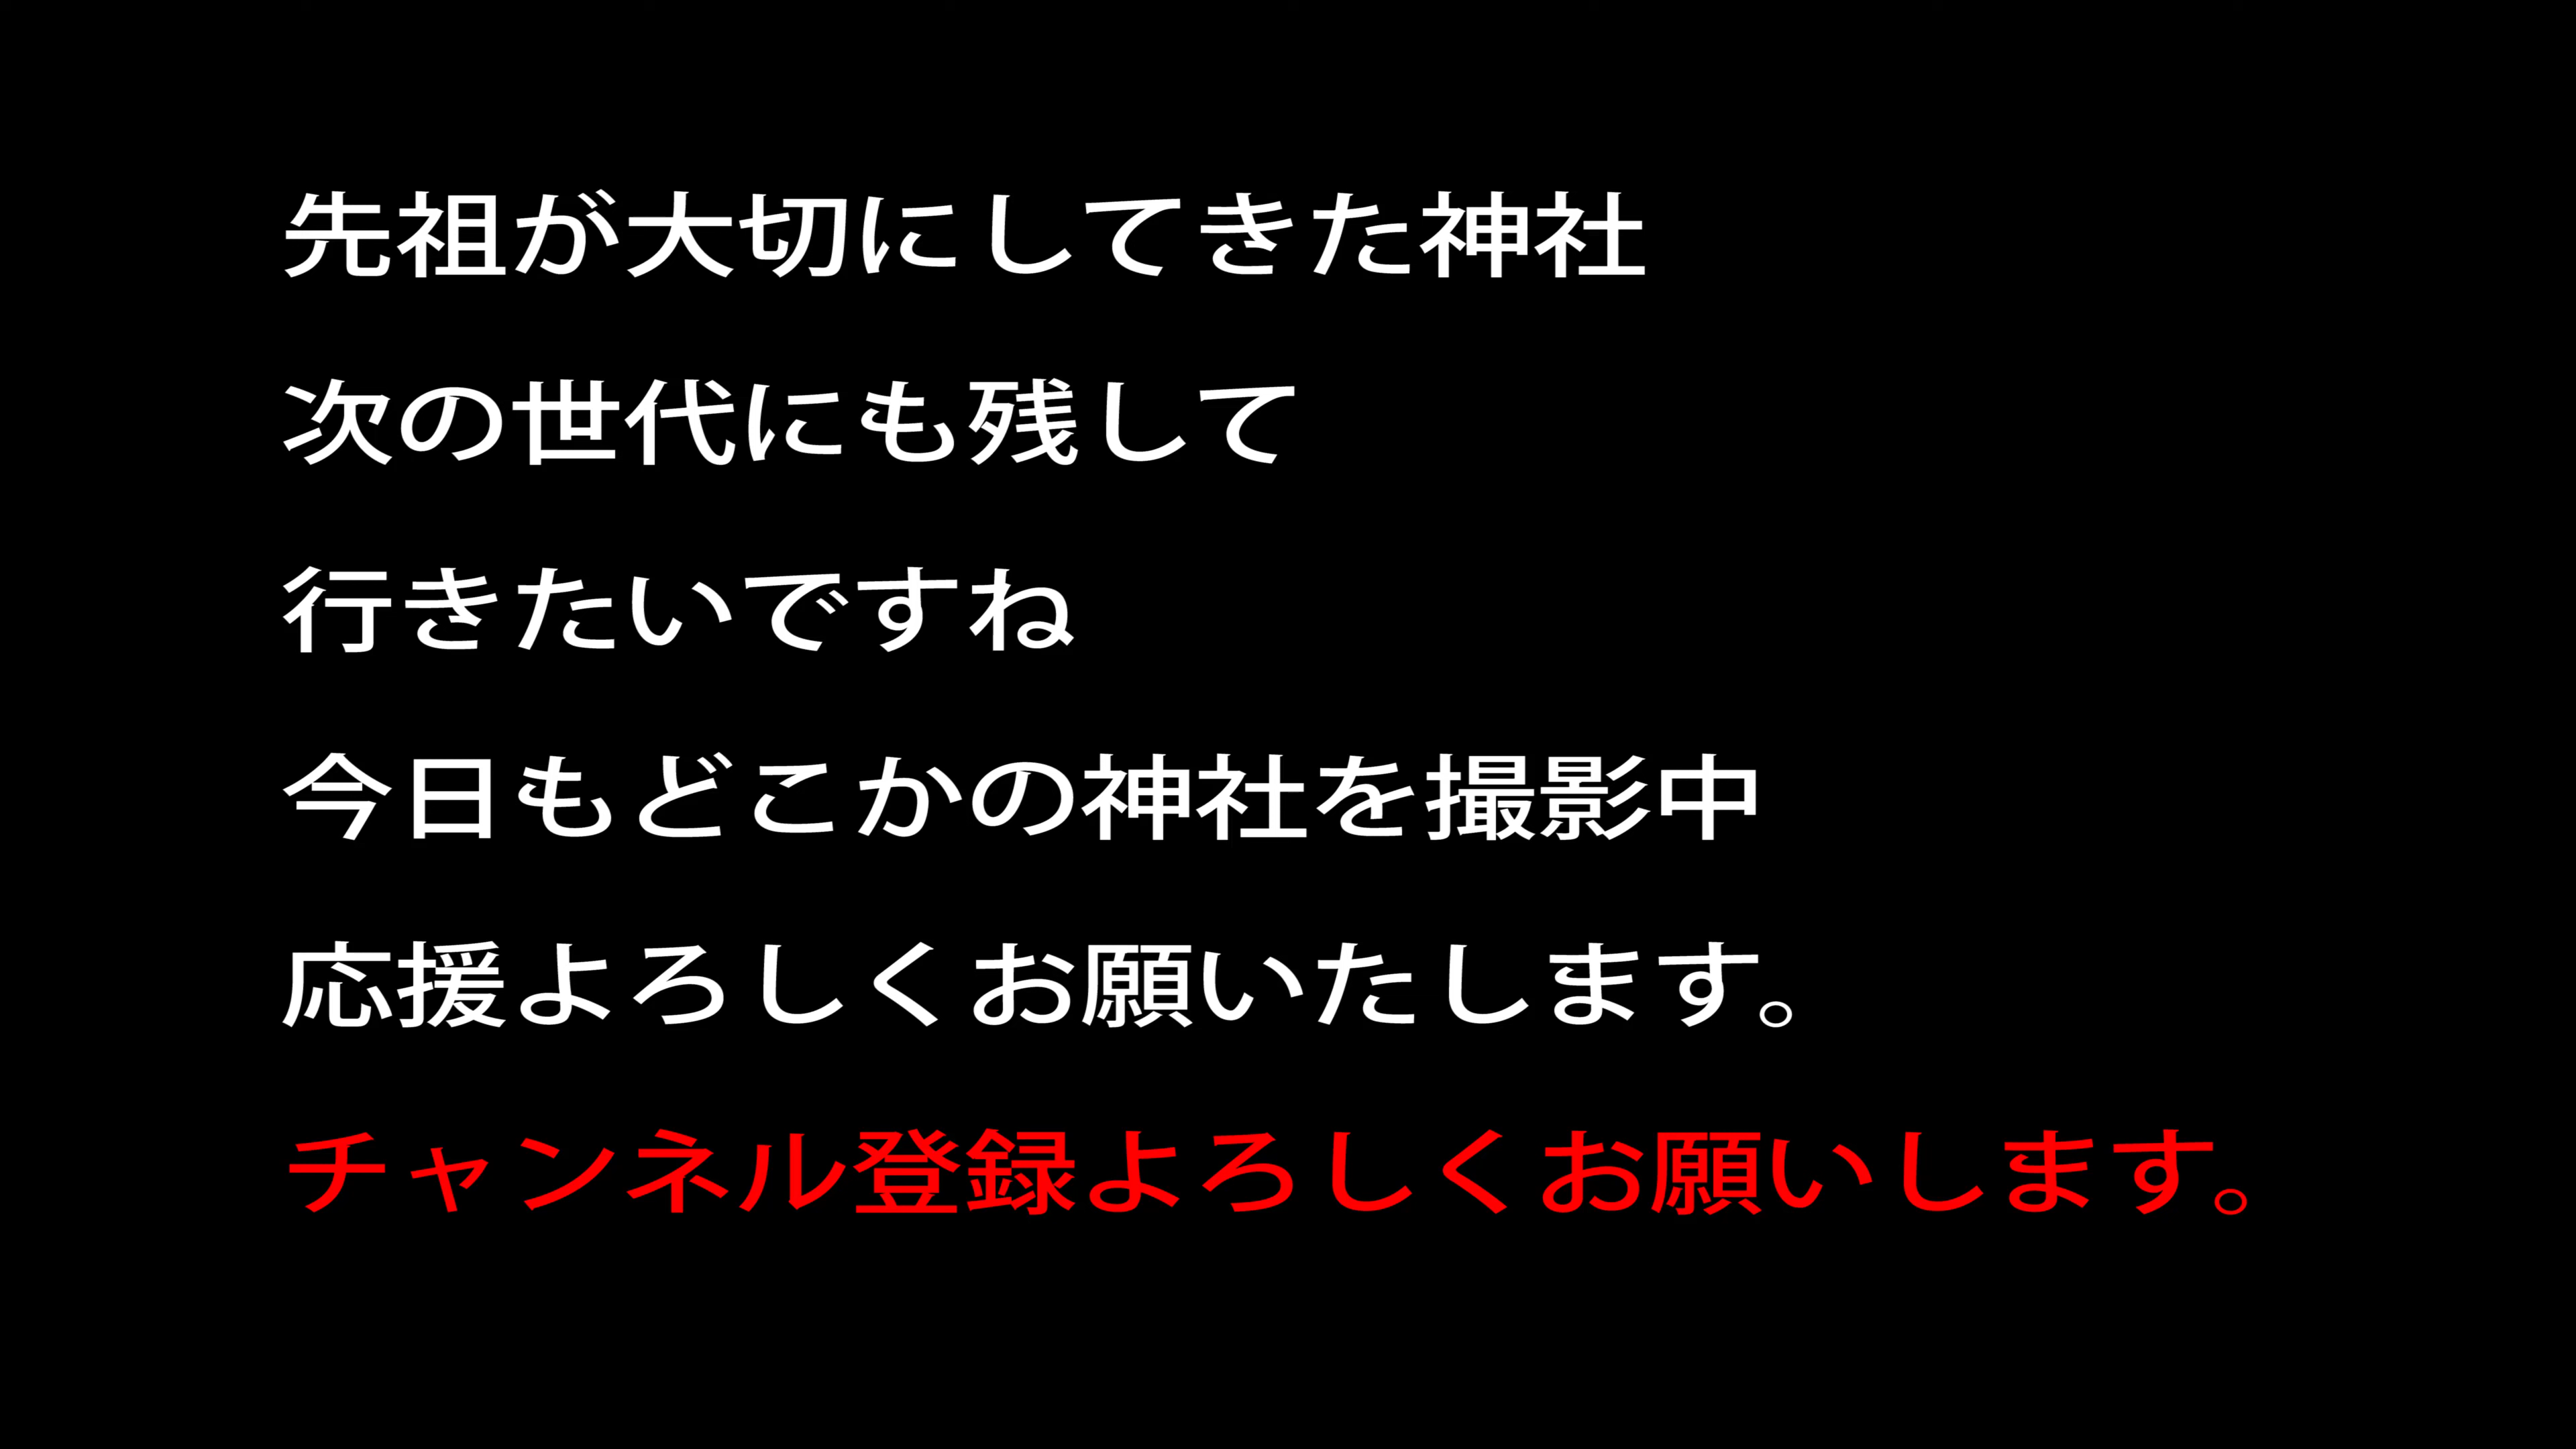 先祖が大切にしてきた神社
次の世代にも残して
行きたいですね
今日もどこかの神社を撮影中
応援よろしくお願いたします。
チャンネル登録よろしくお願いします。